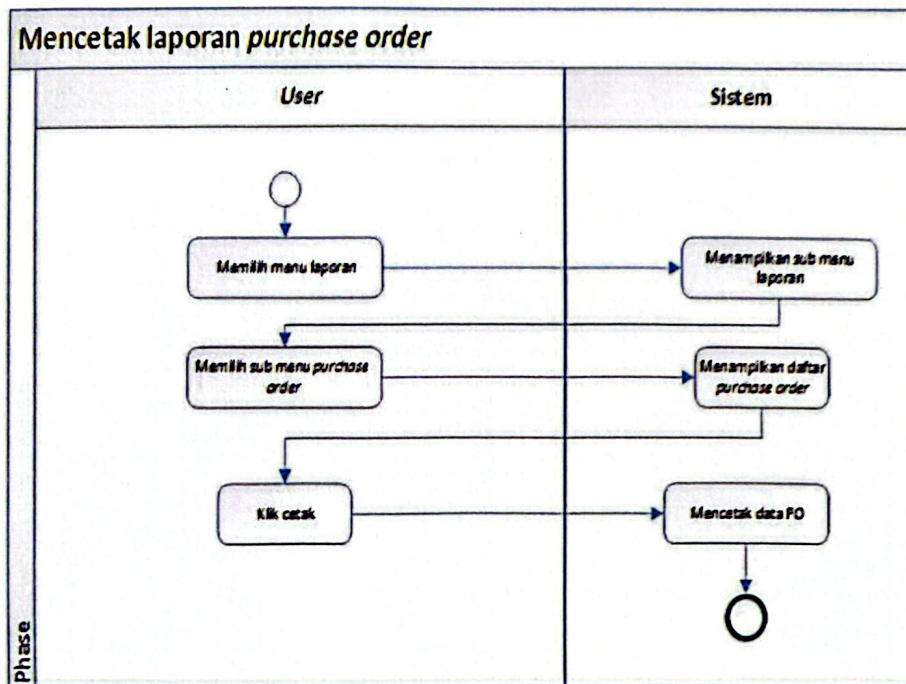 Mencetak laporan purchase order
User
Sistem
Memilih menu laporan
Menampilkan sub menu
laporan
Memilih sub menu purchase
order
Menampilkan daftar
purchase order
Klik cetak
Mencetak data PO
Phase